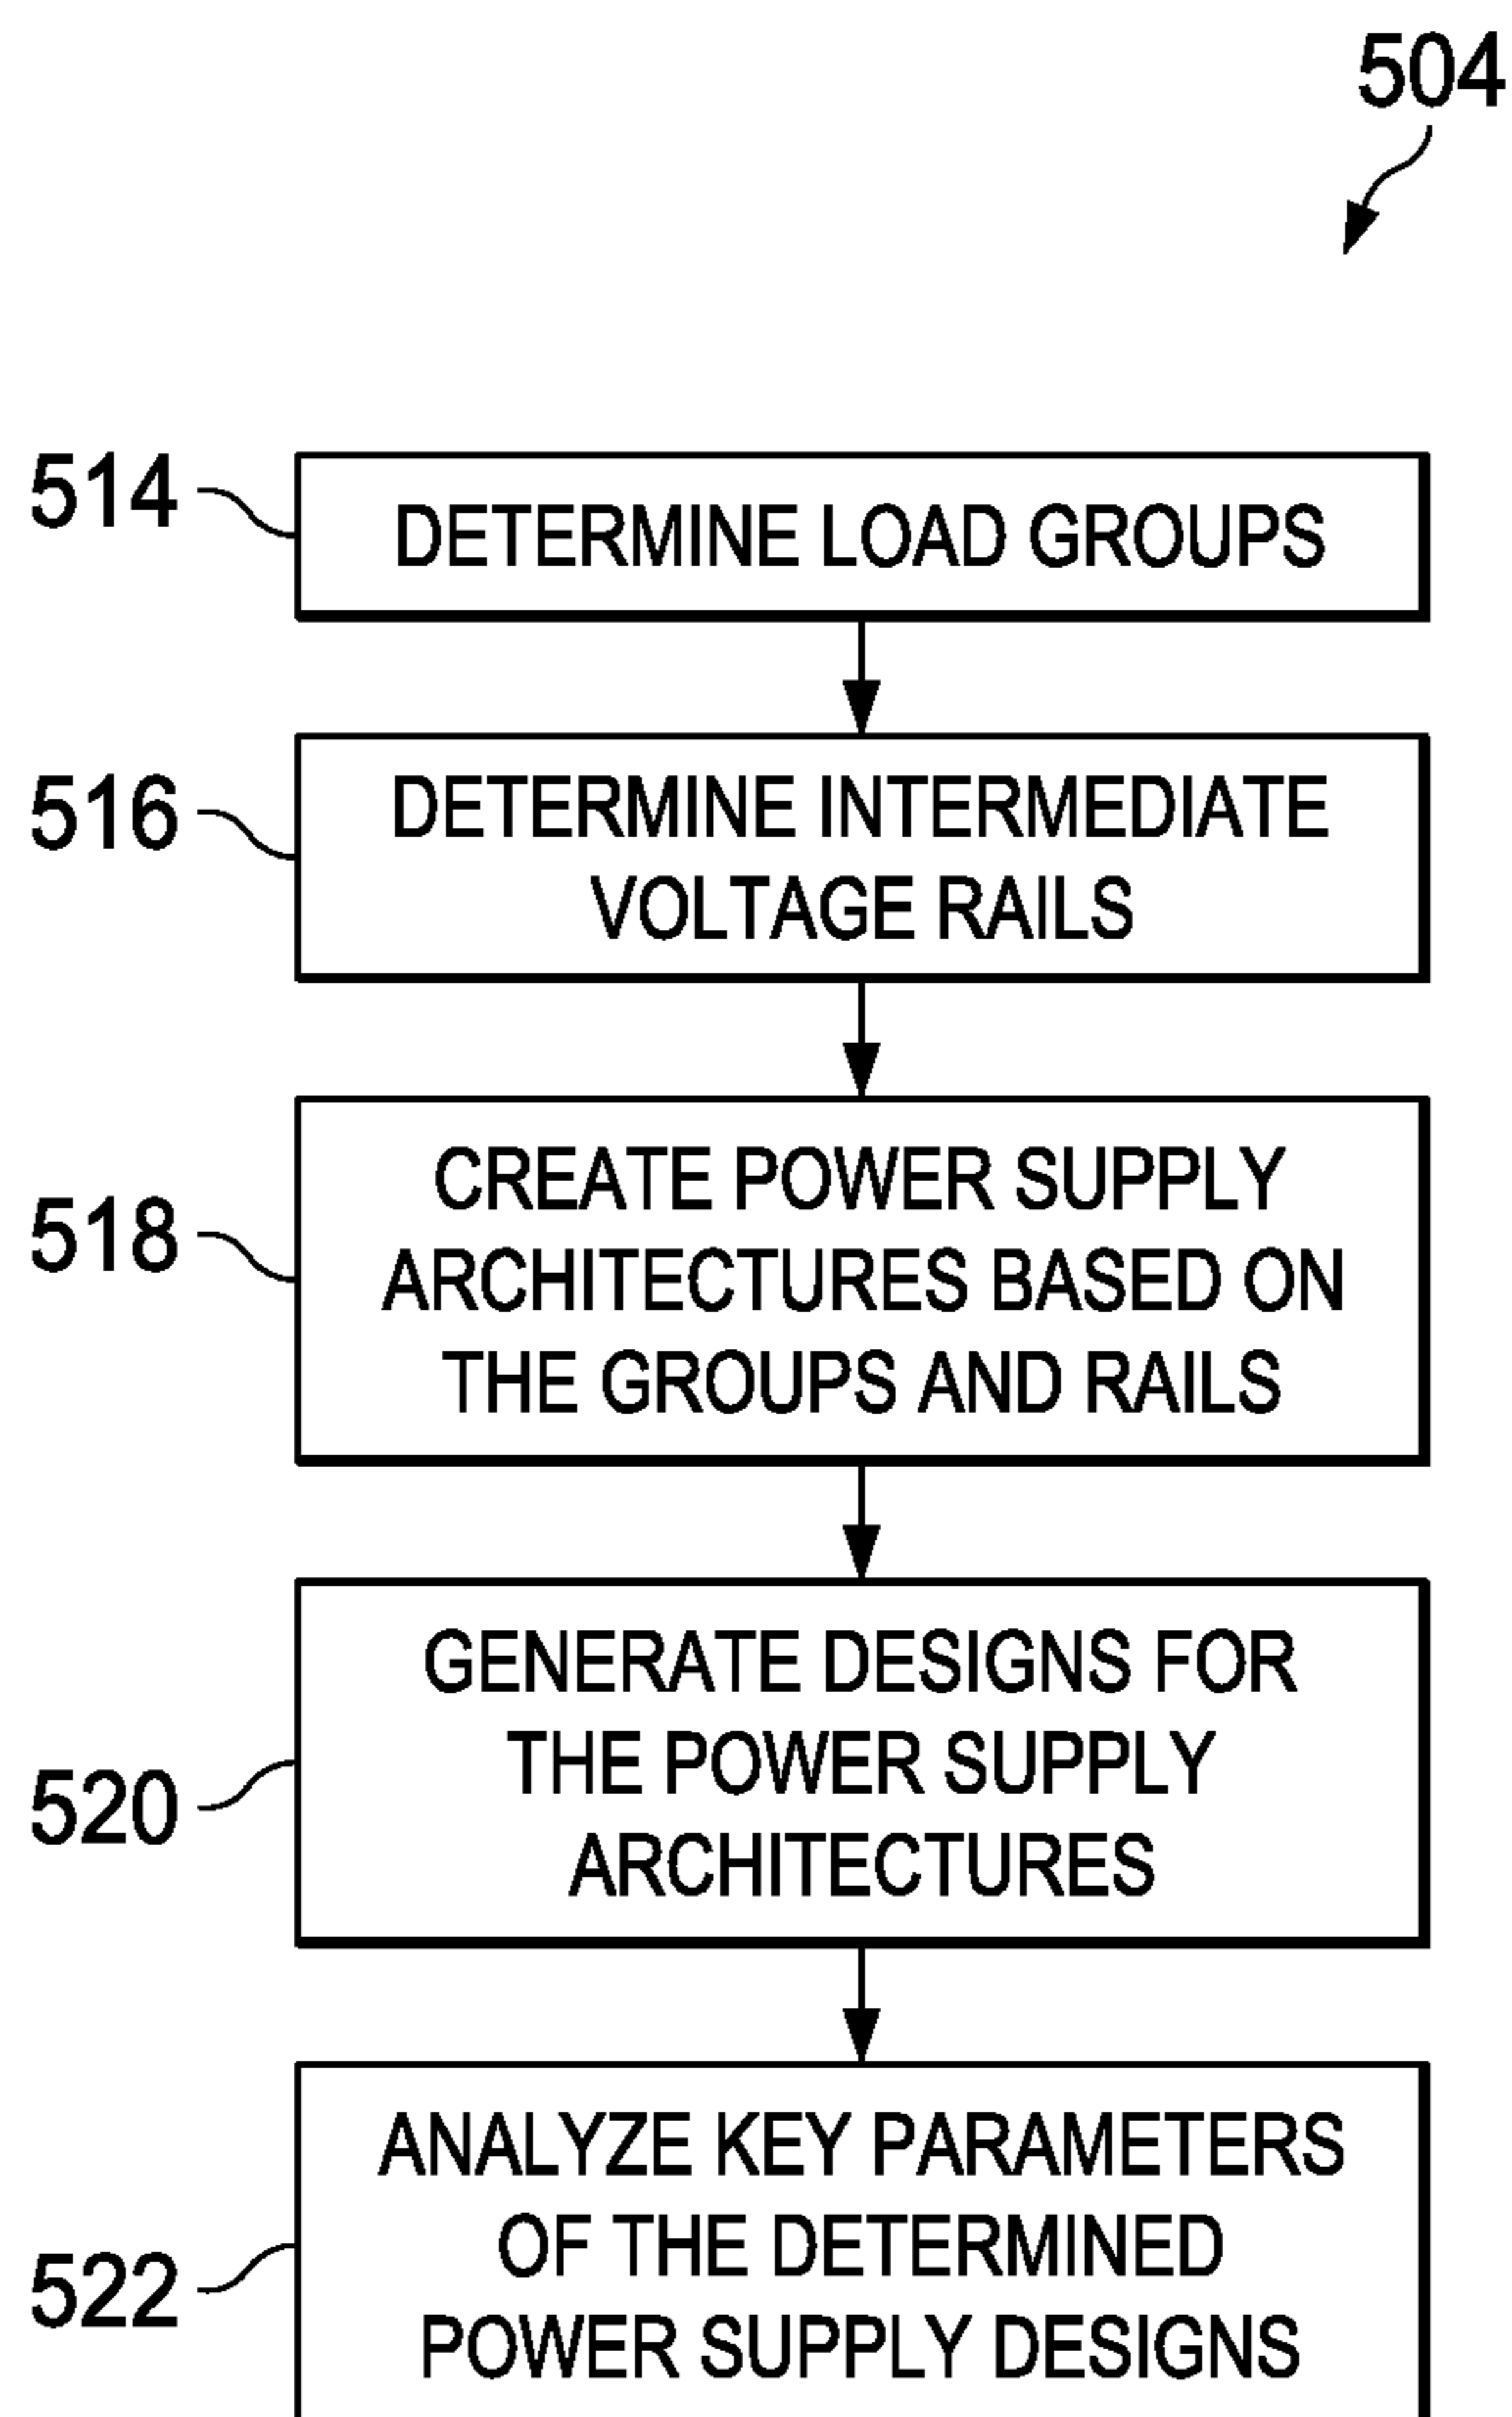 504
514
DETERMINE LOAD GROUPS
516
DETERMINE INTERMEDIATE
VOLTAGE RAILS
518
CREATE POWER SUPPLY
ARCHITECTURES BASED ON
THE GROUPS AND RAILS
520
GENERATE DESIGNS FOR
THE POWER SUPPLY
ARCHITECTURES
522
ANALYZE KEY PARAMETERS
OF THE DETERMINED
POWER SUPPLY DESIGNS